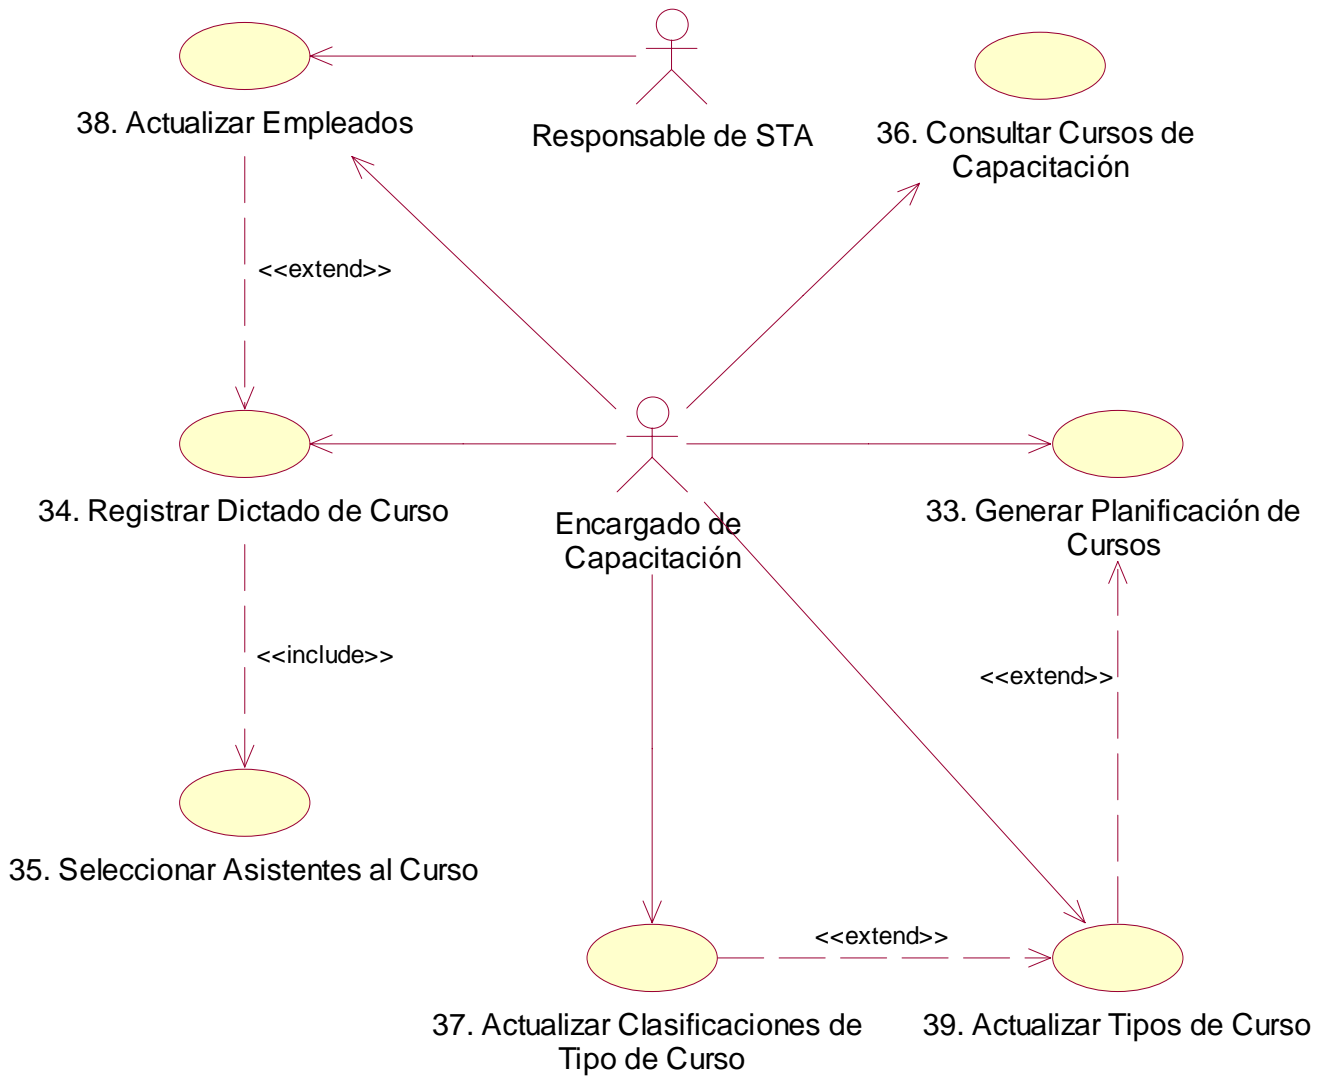 38. Actualizar Empleados
Responsable de STA
36. Consultar Cursos de
Capacitación
<<extend>>
34. Registrar Dictado de Curso
Encargado de
Capacitación
33. Generar Planificación de
Cursos
<<include>>
<<extend>>
35. Seleccionar Asistentes al Curso
<<extend>>
37. Actualizar Clasificaciones de
Tipo de Curso
39. Actualizar Tipos de Curso